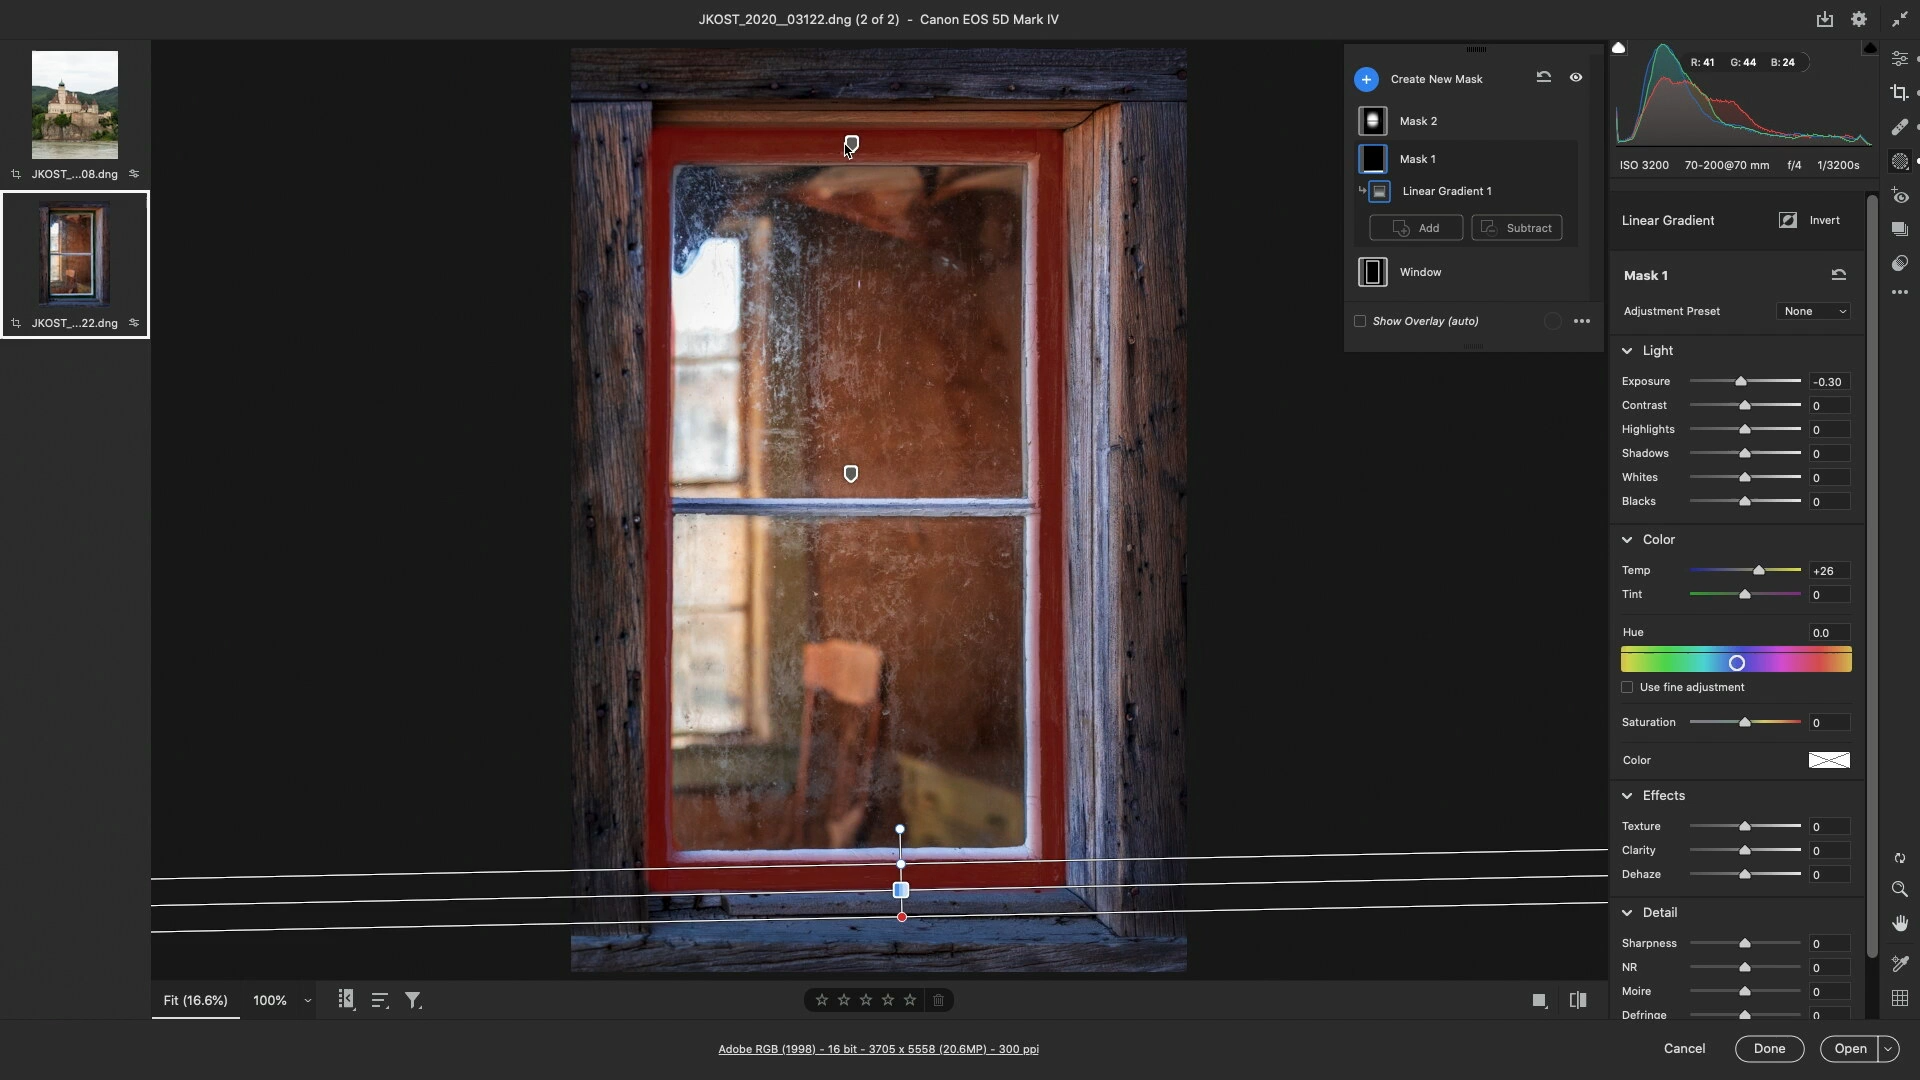 JKOST_2020__03122.dng (2 of 2)  -  Canon EOS 5D Mark IV
JKOST_...08.dng
JKOST_...22.dng
Create New Mask
Mask 2
Mask 1
Linear Gradient 1
Add
Subtract
Window
Show Overlay (auto)
R: 41 G: 44 B: 24
ISO 3200 70-200@70 mm f/4 1/3200s
Linear Gradient Invert
Mask 1
Adjustment Preset None
Light
Exposure -0.30
Contrast 0
Highlights 0
Shadows 0
Whites 0
Blacks 0
Color
Temp +26
Tint 0
Hue 0.0
Use fine adjustment
Saturation 0
Color
Effects
Texture 0
Clarity 0
Dehaze 0
Detail
Sharpness 0
NR 0
Moire 0
Defringe 0
Fit (16.6%) 100%
Adobe RGB (1998) - 16 bit - 3705 x 5558 (20.6MP) - 300 ppi
Cancel Done Open